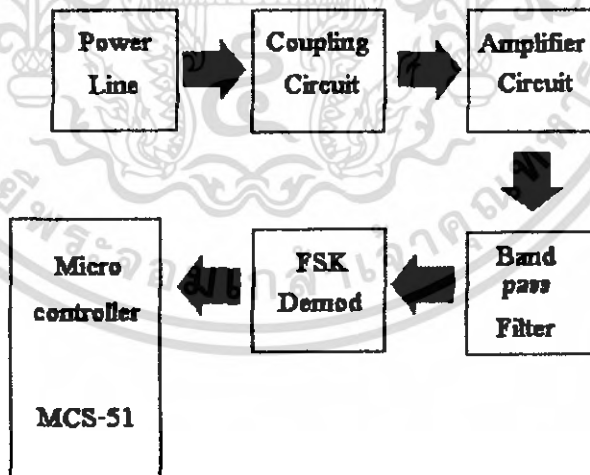 Power
Line
Coupling
Circuit
Amplifier
Circuit
Micro
controller
MCS-51
FSK
Demod
Band
pass
Filter